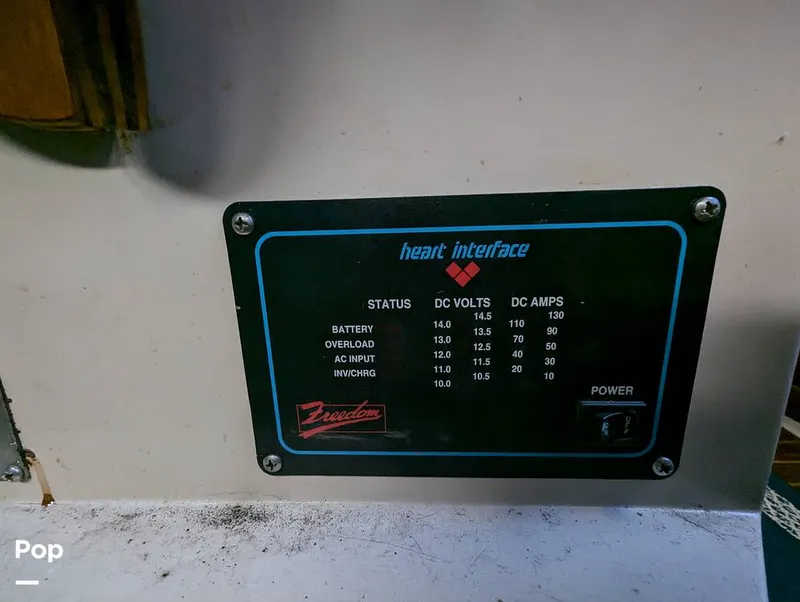 heart interface
STATUS DC VOLTS DC AMPS
14.5 130
BATTERY 14.0 110
13.5 90
OVERLOAD 13.0 70
12.5 50
AC INPUT 12.0 40
11.5 30
INV/CHRG 11.0 20
10.5 10
10.0
POWER
Freedom
Pop